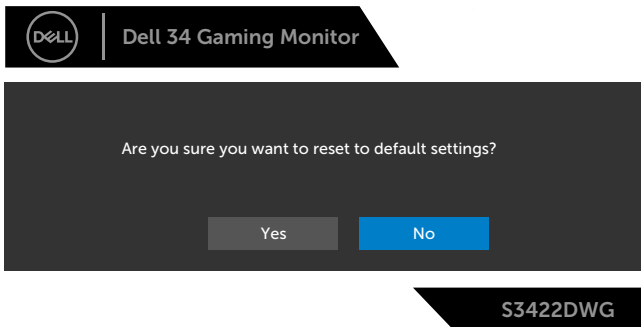 DELL
Dell 34 Gaming Monitor
Are you sure you want to reset to default settings?
Yes No
S3422DWG